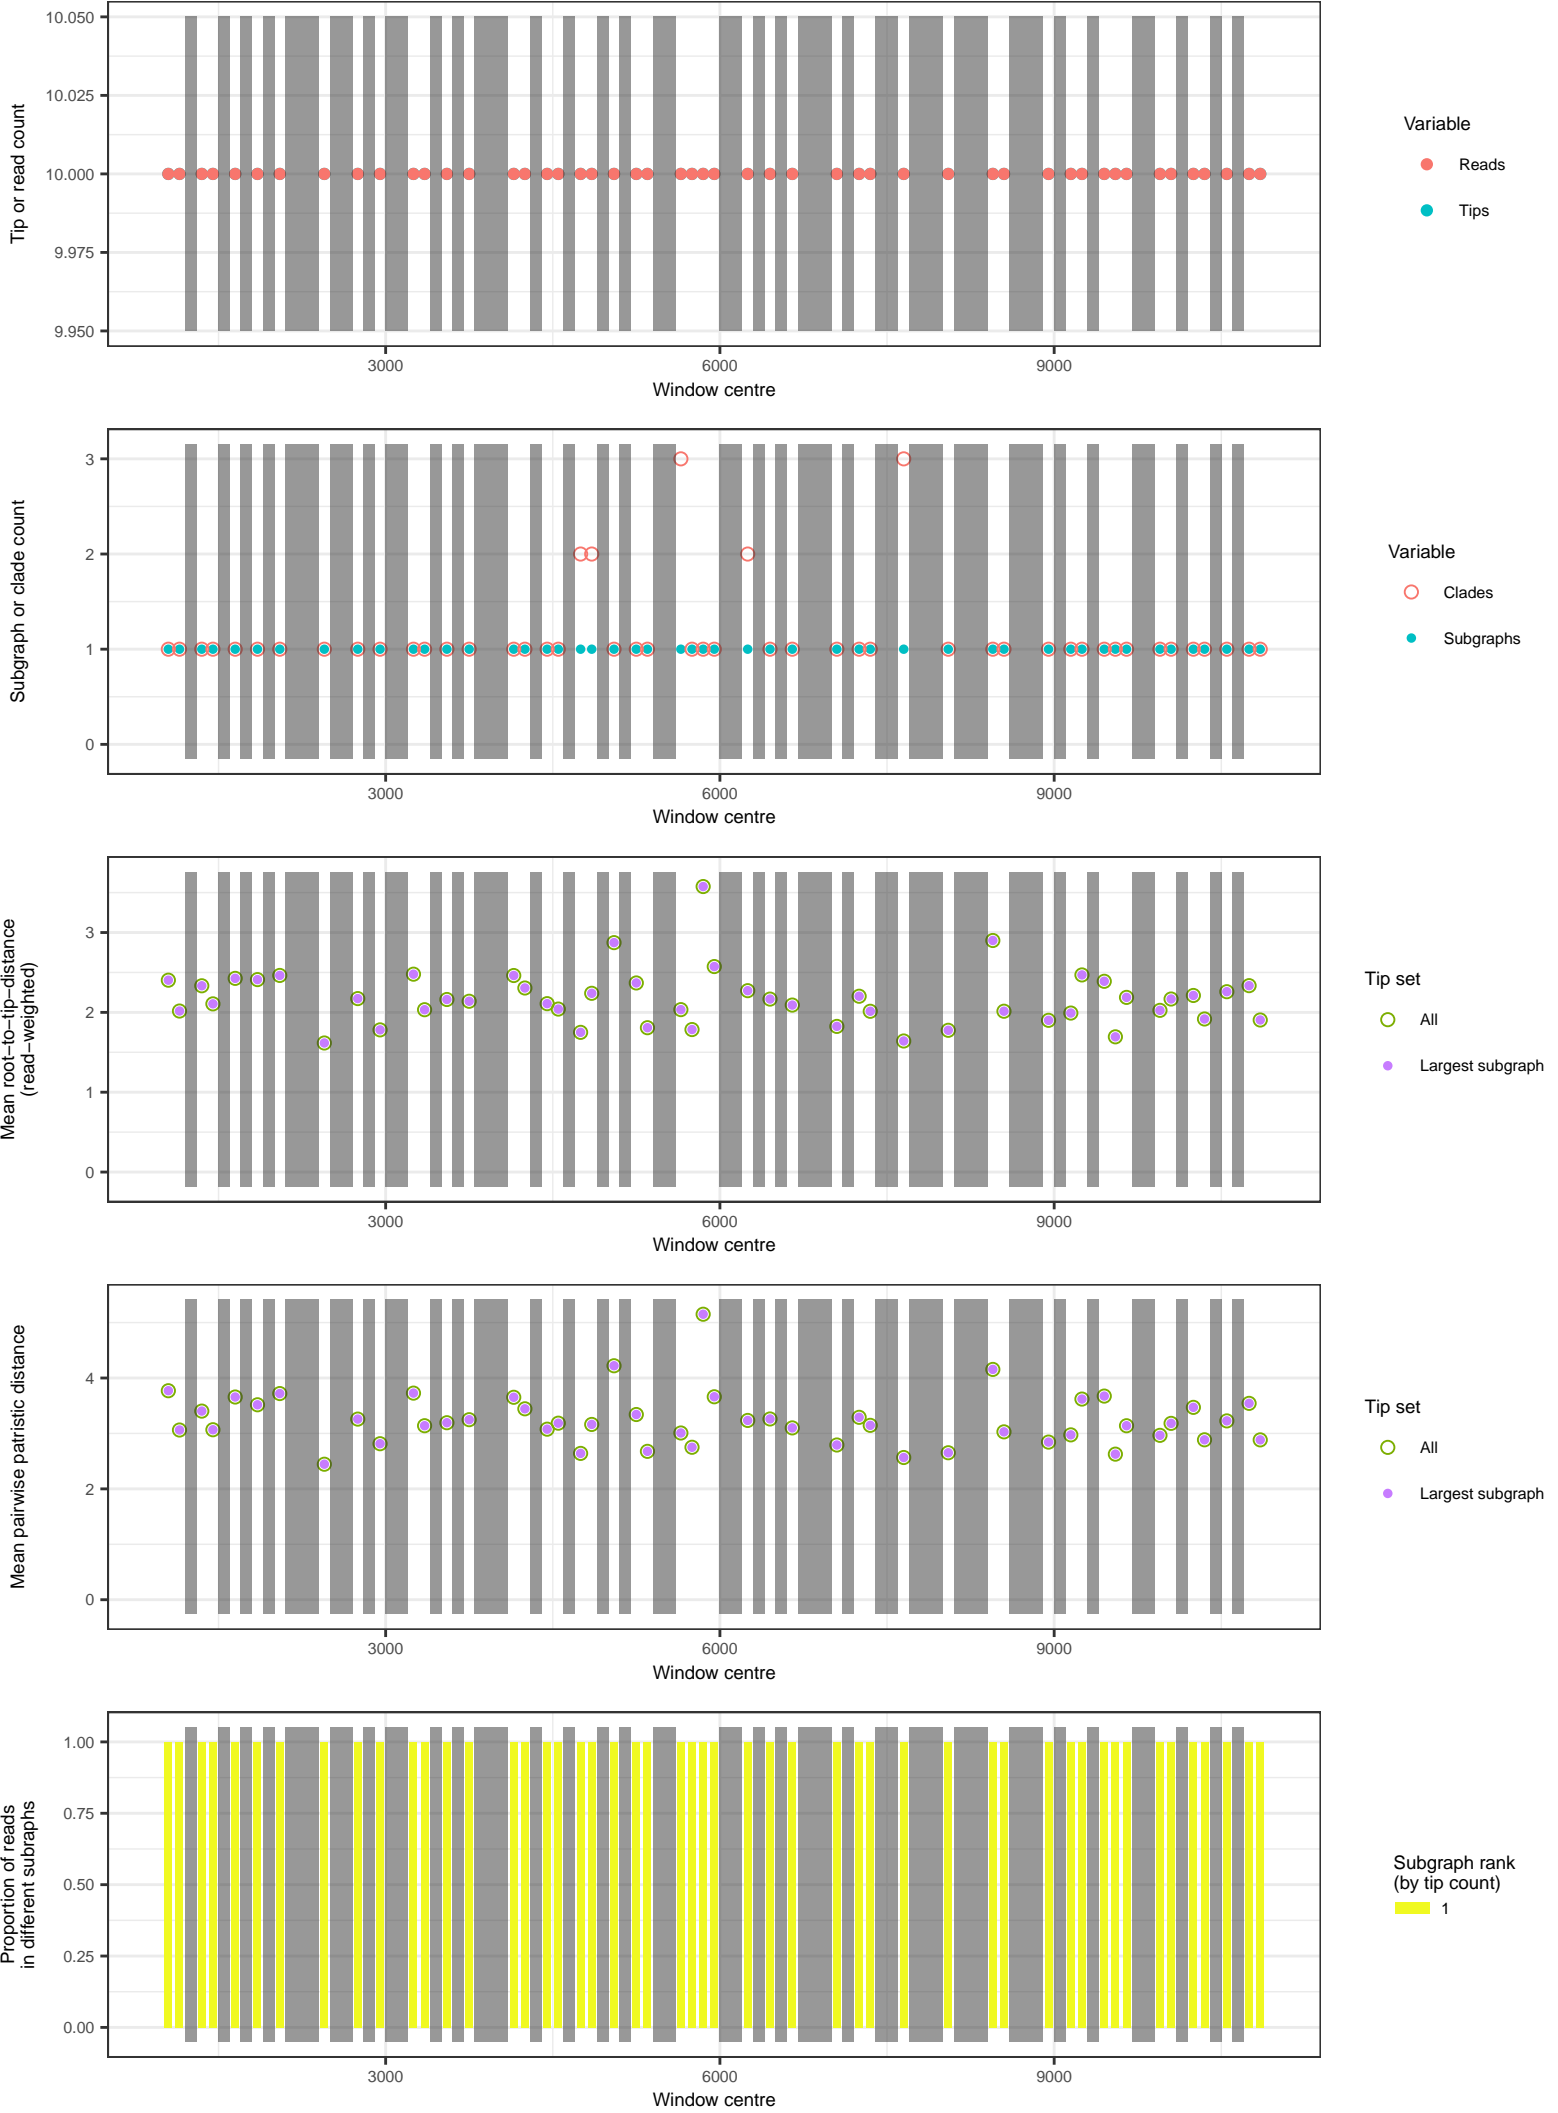 10.050
10.025
10.000
9.975
9.950
Tip or read count
3000
6000
9000
Window centre
Variable
Reads
Tips
3
2
1
0
Subgraph or clade count
3000
6000
9000
Window centre
Variable
Clades
Subgraphs
3
2
1
0
Mean root−to−tip−distance
(read−weighted)
3000
6000
9000
Window centre
Tip set
All
Largest subgraph
4
2
0
Mean pairwise patristic distance
3000
6000
9000
Window centre
Tip set
All
Largest subgraph
1.00
0.75
0.50
0.25
0.00
Proportion of reads
in different subraphs
3000
6000
9000
Window centre
Subgraph rank
(by tip count)
1